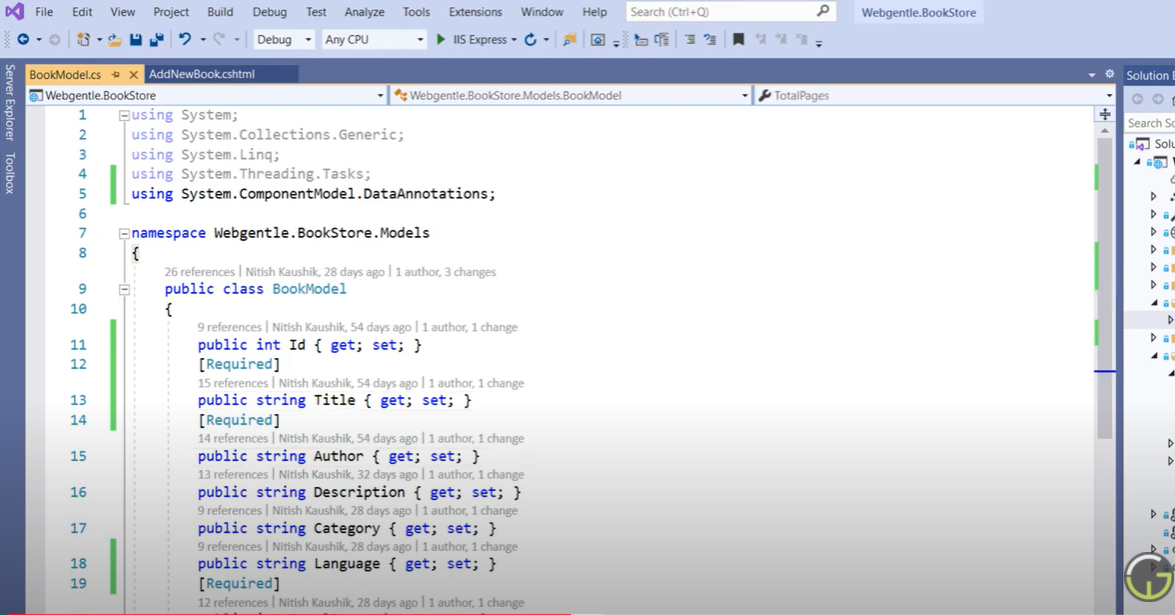 File Edit View Project Build Debug Test Analyze Tools Extensions Window Help Search (Ctrl+Q) Webgentle.BookStore
Debug Any CPU IIS Express
BookModel.cs AddNewBook.cshtml
Server Explorer
Toolbox
Webgentle.BookStore Webgentle.BookStore.Models.BookModel TotalPages
Solution
Search So
Solu
1 using System;
2 using System.Collections.Generic;
3 using System.Linq;
4 using System.Threading.Tasks;
5 using System.ComponentModel.DataAnnotations;
6
7 namespace Webgentle.BookStore.Models
8 {
26 references | Nitish Kaushik, 28 days ago | 1 author, 3 changes
9 public class BookModel
10 {
9 references | Nitish Kaushik, 54 days ago | 1 author, 1 change
11 public int Id { get; set; }
12 [Required]
15 references | Nitish Kaushik, 54 days ago | 1 author, 1 change
13 public string Title { get; set; }
14 [Required]
14 references | Nitish Kaushik, 54 days ago | 1 author, 1 change
15 public string Author { get; set; }
13 references | Nitish Kaushik, 32 days ago | 1 author, 1 change
16 public string Description { get; set; }
9 references | Nitish Kaushik, 28 days ago | 1 author, 1 change
17 public string Category { get; set; }
9 references | Nitish Kaushik, 28 days ago | 1 author, 1 change
18 public string Language { get; set; }
19 [Required]
12 references | Nitish Kaushik, 28 days ago | 1 author, 1 change